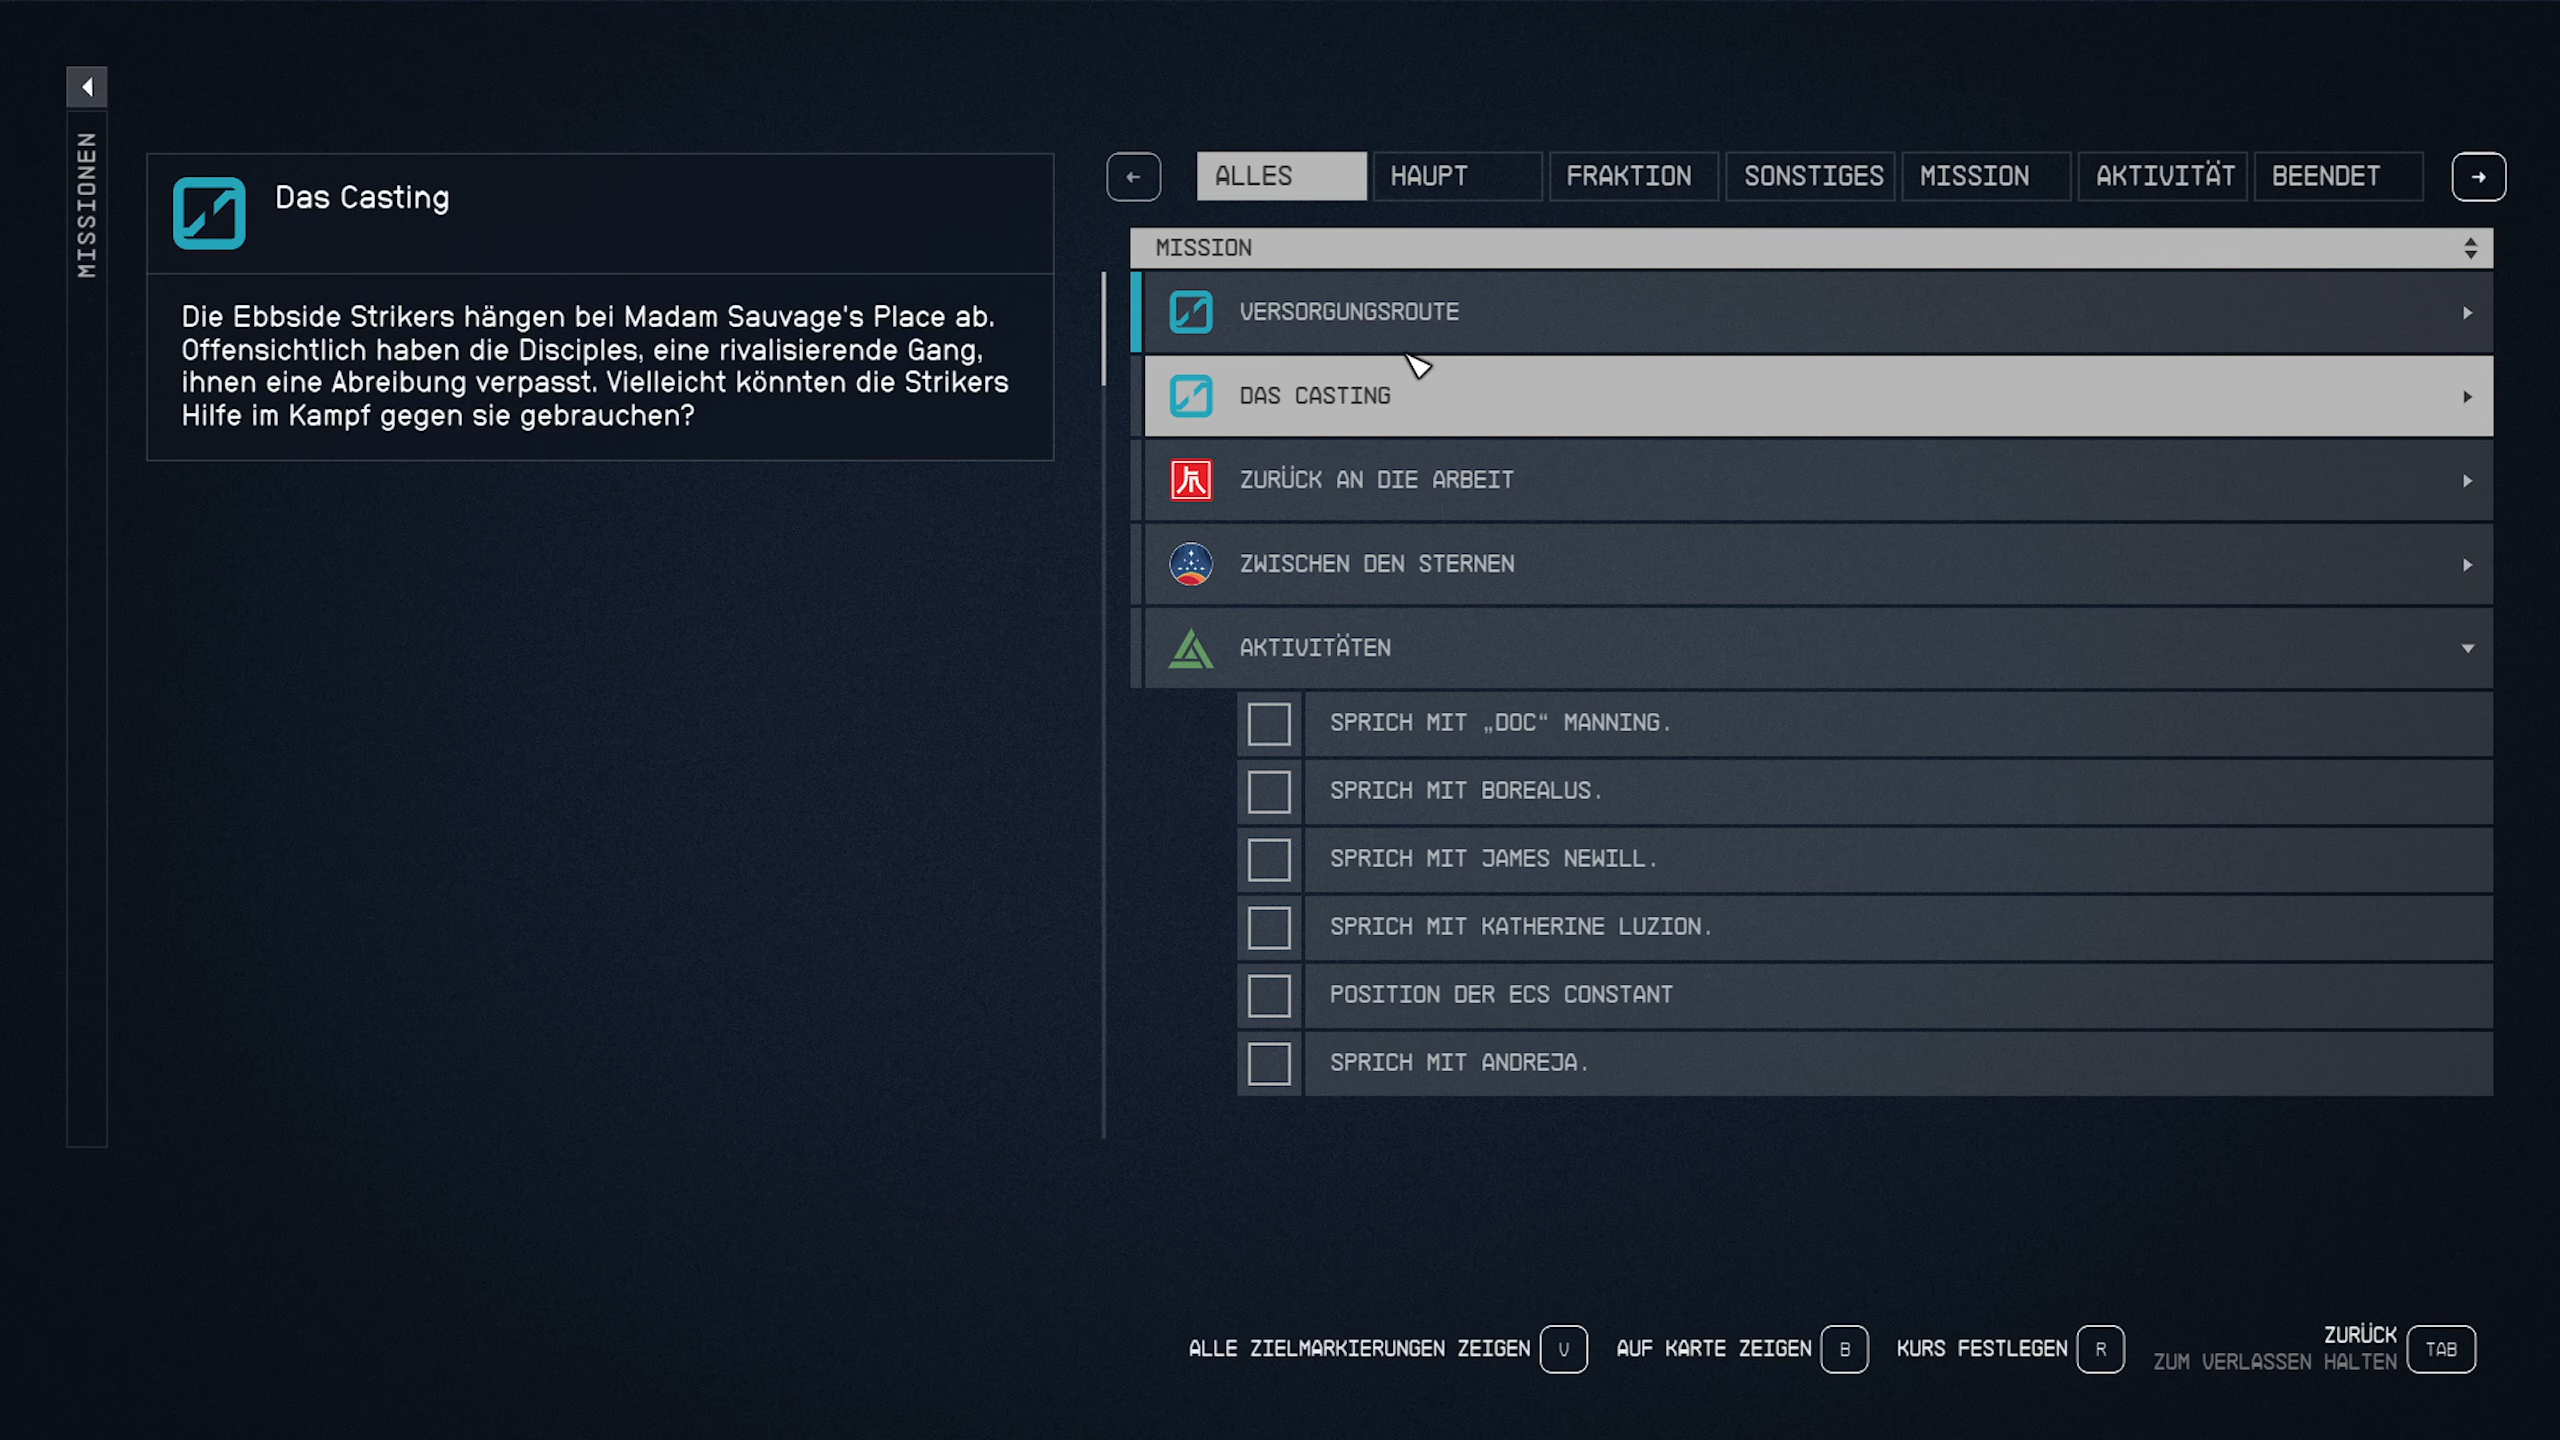 MISSIONEN
Das Casting
Die Ebbside Strikers hängen bei Madam Sauvage's Place ab.
Offensichtlich haben die Disciples, eine rivalisierende Gang,
ihnen eine Abreibung verpasst. Vielleicht könnten die Strikers
Hilfe im Kampf gegen sie gebrauchen?
ALLES HAUPT FRAKTION SONSTIGES MISSION AKTIVITÄT BEENDET
MISSION
VERSORGUNGSROUTE
DAS CASTING
ZURÜCK AN DIE ARBEIT
ZWISCHEN DEN STERNEN
AKTIVITÄTEN
SPRICH MIT „DOC“ MANNING.
SPRICH MIT BOREALUS.
SPRICH MIT JAMES NEWILL.
SPRICH MIT KATHERINE LUZION.
POSITION DER ECS CONSTANT
SPRICH MIT ANDREJA.
ALLE ZIELMARKIERUNGEN ZEIGEN V AUF KARTE ZEIGEN B KURS FESTLEGEN R ZURÜCK TAB
ZUM VERLASSEN HALTEN